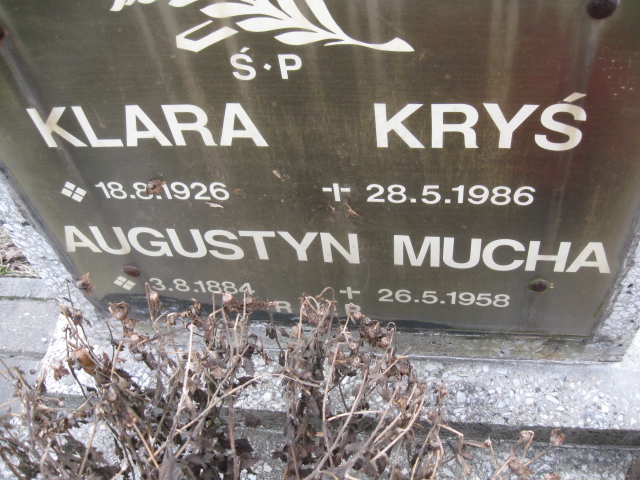 Ś.P
KLARA KRYŚ
18.8.1926 + 28.5.1986
AUGUSTYN MUCHA
3.8.1884 + 26.5.1958
R R